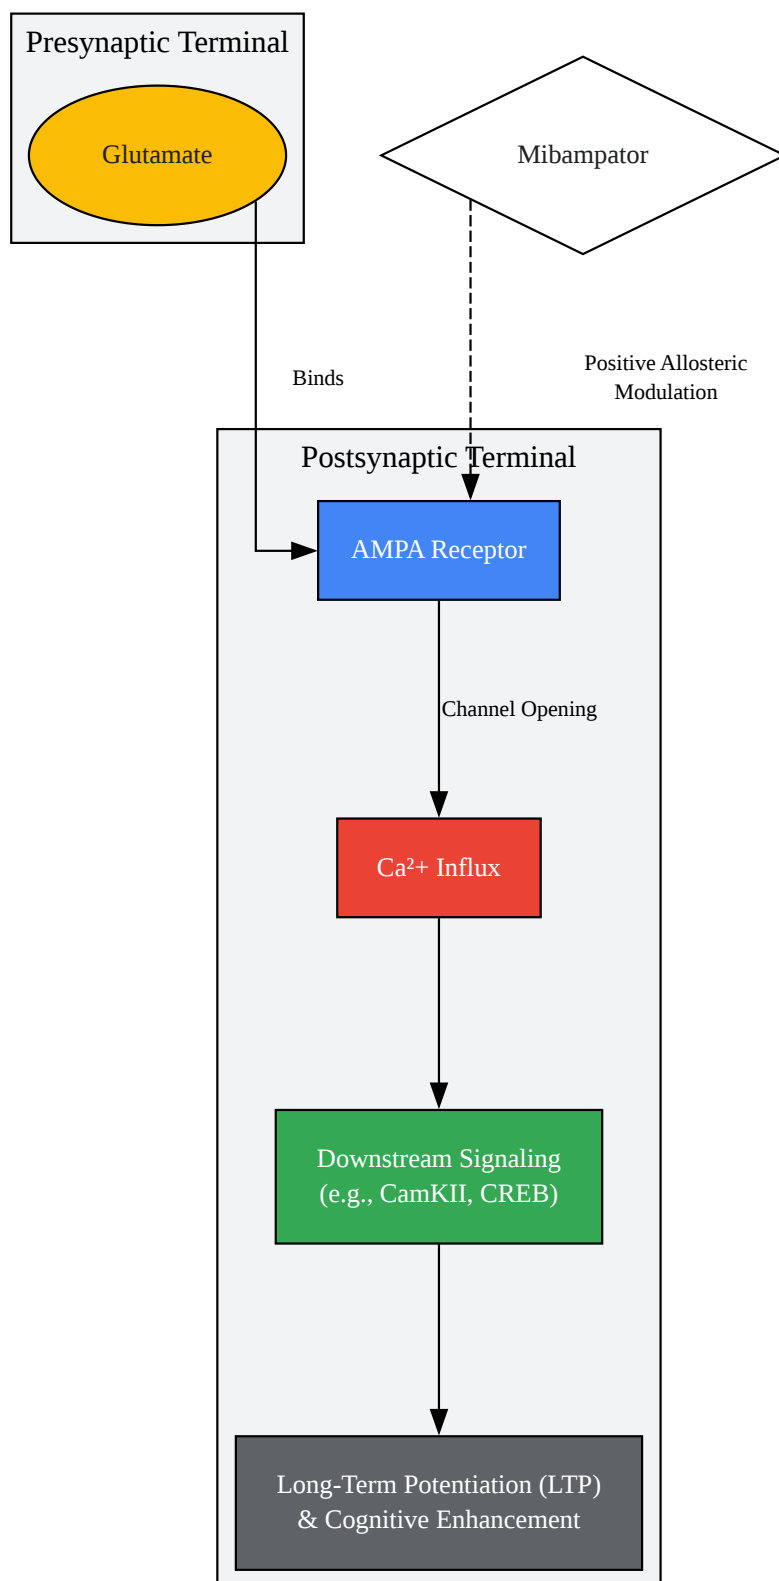 Presynaptic Terminal
Glutamate
Mibampator
Binds
Positive Allosteric
Modulation
Postsynaptic Terminal
AMPA Receptor
Channel Opening
Ca²+ Influx
Downstream Signaling
(e.g., CamKII, CREB)
Long-Term Potentiation (LTP)
& Cognitive Enhancement